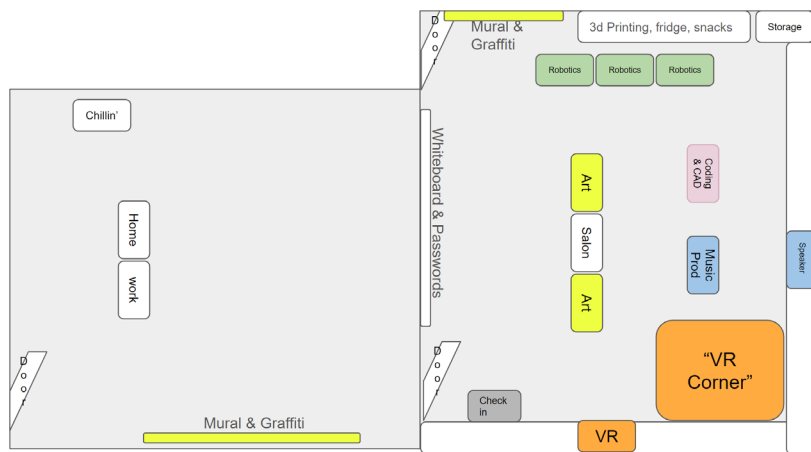 Door
Mural &
Graffiti
3d Printing, fridge, snacks
Storage
Robotics
Robotics
Robotics
Chillin'
Whiteboard & Passwords
Art
Coding
& CAD
Home
work
Salon
Music
Prod
Speaker
Art
Door
Door
"VR
Corner"
Check
in
Mural & Graffiti
VR